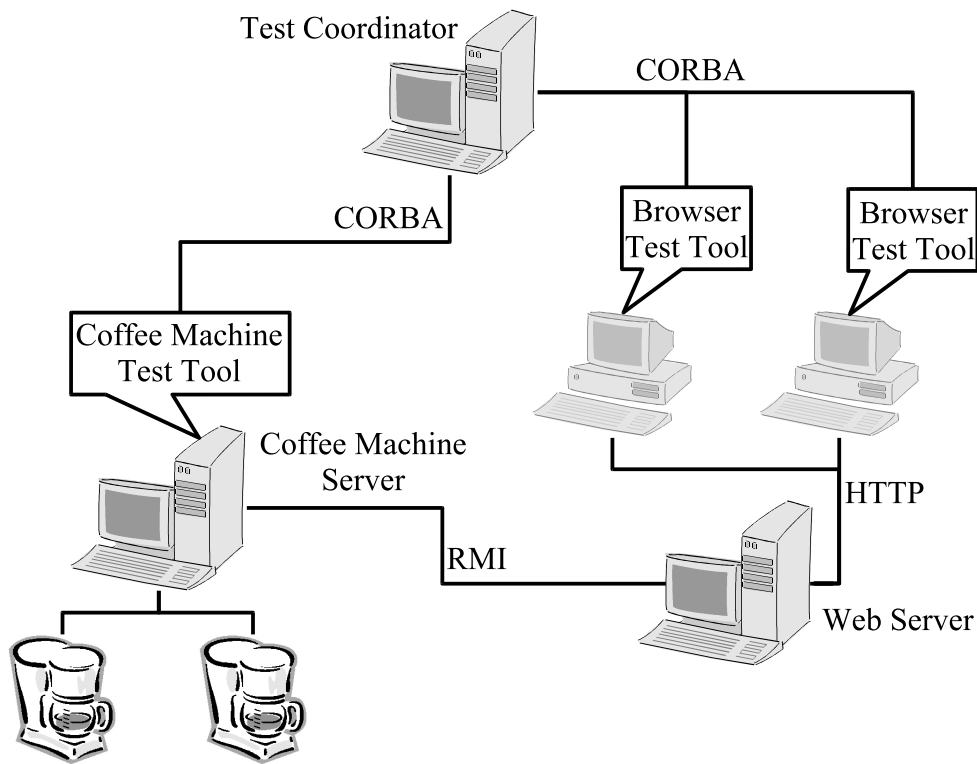 Test Coordinator
CORBA
CORBA
Browser
Test Tool
Browser
Test Tool
Coffee Machine
Test Tool
Coffee Machine
Server
HTTP
RMI
Web Server